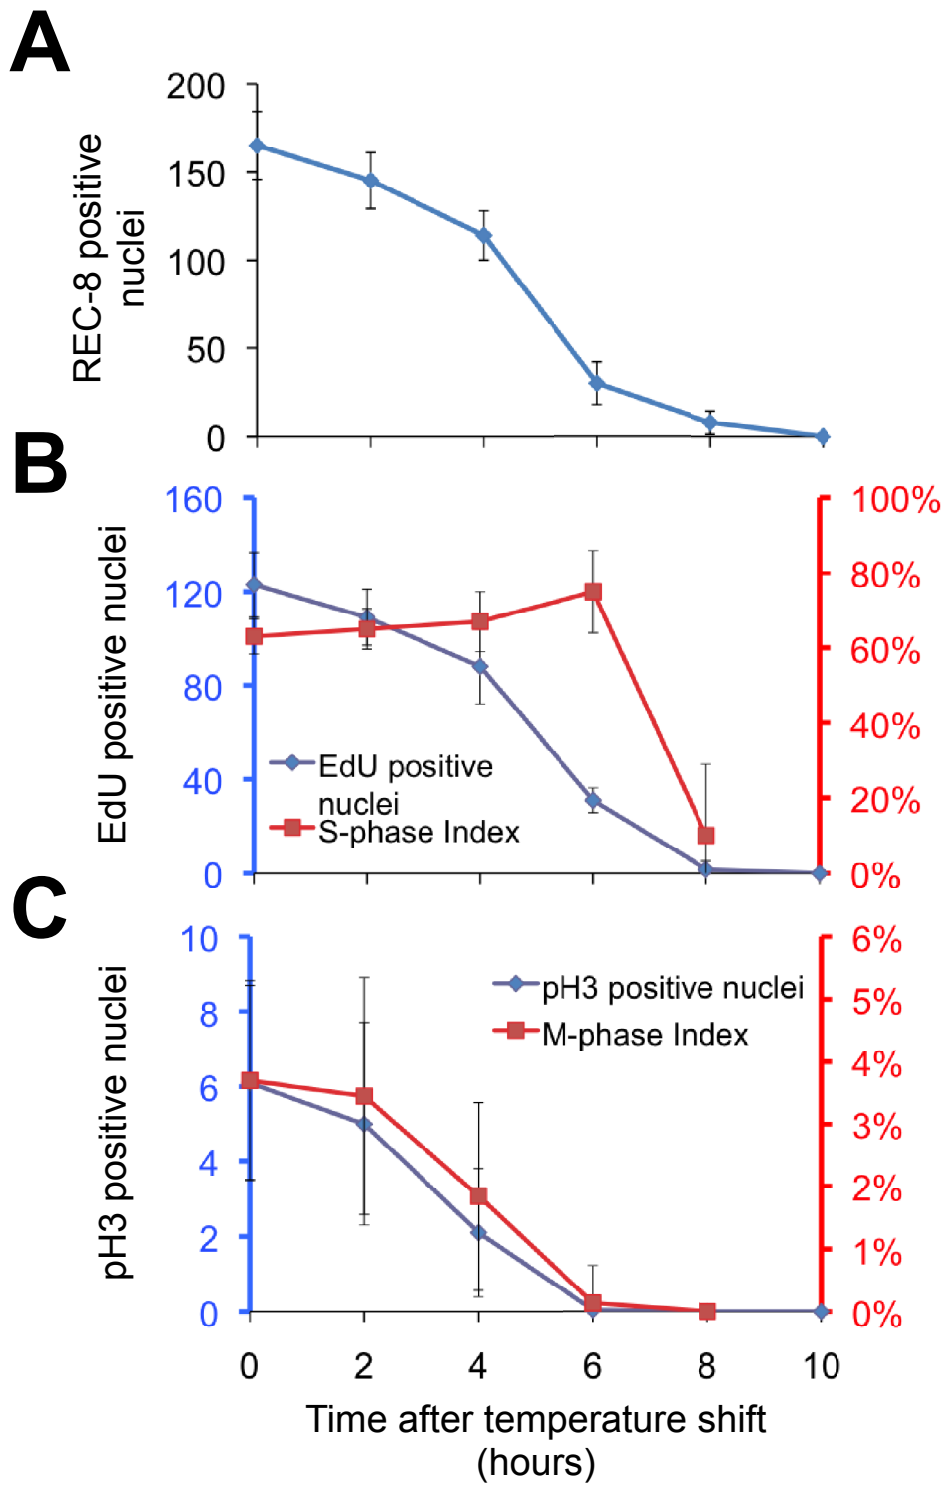 A
200
150
100
50
0
REC-8 positive
nuclei
B
160
120
80
40
0
EdU positive nuclei
100%
80%
60%
40%
20%
0%
EdU positive
nuclei
S-phase Index
C
10
8
6
4
2
0
pH3 positive nuclei
6%
5%
4%
3%
2%
1%
0%
pH3 positive nuclei
M-phase Index
0 2 4 6 8 10
Time after temperature shift
(hours)